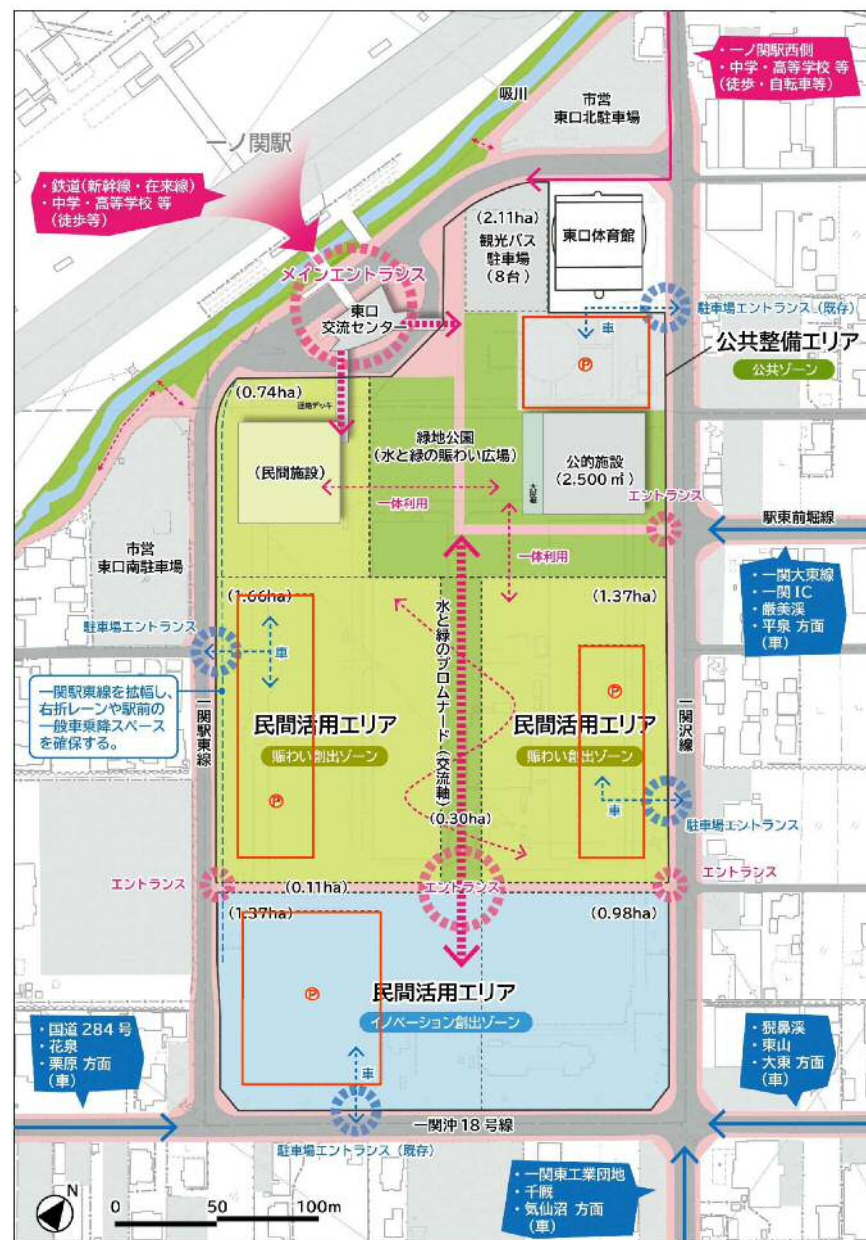 ・一ノ関駅西側
・中学・高等学校 等
(徒歩・自転車等)
吸川
市営
東口北駐車場
一ノ関駅
・鉄道(新幹線・在来線)
・中学・高等学校 等
(徒歩等)
(2.11ha)
観光バス
駐車場
(8台)
東口体育館
メインエントランス
東口
交流センター
駐車場エントランス（既存）
車
公共整備エリア
公共ゾーン
P
(0.74ha)
連絡デッキ
緑地公園
(水と緑の賑わい広場)
(民間施設)
公的施設
(2,500㎡)
大屋根
一体利用
エントランス
駅東前堀線
市営
東口南駐車場
一体利用
・一関大東線
・一関IC
・厳美渓
・平泉 方面
(車)
(1.66ha)
(1.37ha)
駐車場エントランス
車
水と緑のプロムナード（交流軸）
一関駅東線を拡幅し、
右折レーンや駅前の
一般車乗降スペース
を確保する。
一関駅東線
一関沢線
P
民間活用エリア
賑わい創出ゾーン
民間活用エリア
賑わい創出ゾーン
P
車
(0.30ha)
駐車場エントランス
エントランス
(0.11ha)
エントランス
エントランス
(1.37ha)
(0.98ha)
P
民間活用エリア
イノベーション創出ゾーン
・国道284号
・花泉
・栗原 方面
(車)
・猊鼻渓
・東山
・大東 方面
(車)
車
一関沖18号線
駐車場エントランス（既存）
・一関東工業団地
・千厩
・気仙沼 方面
(車)
N
0 50 100m